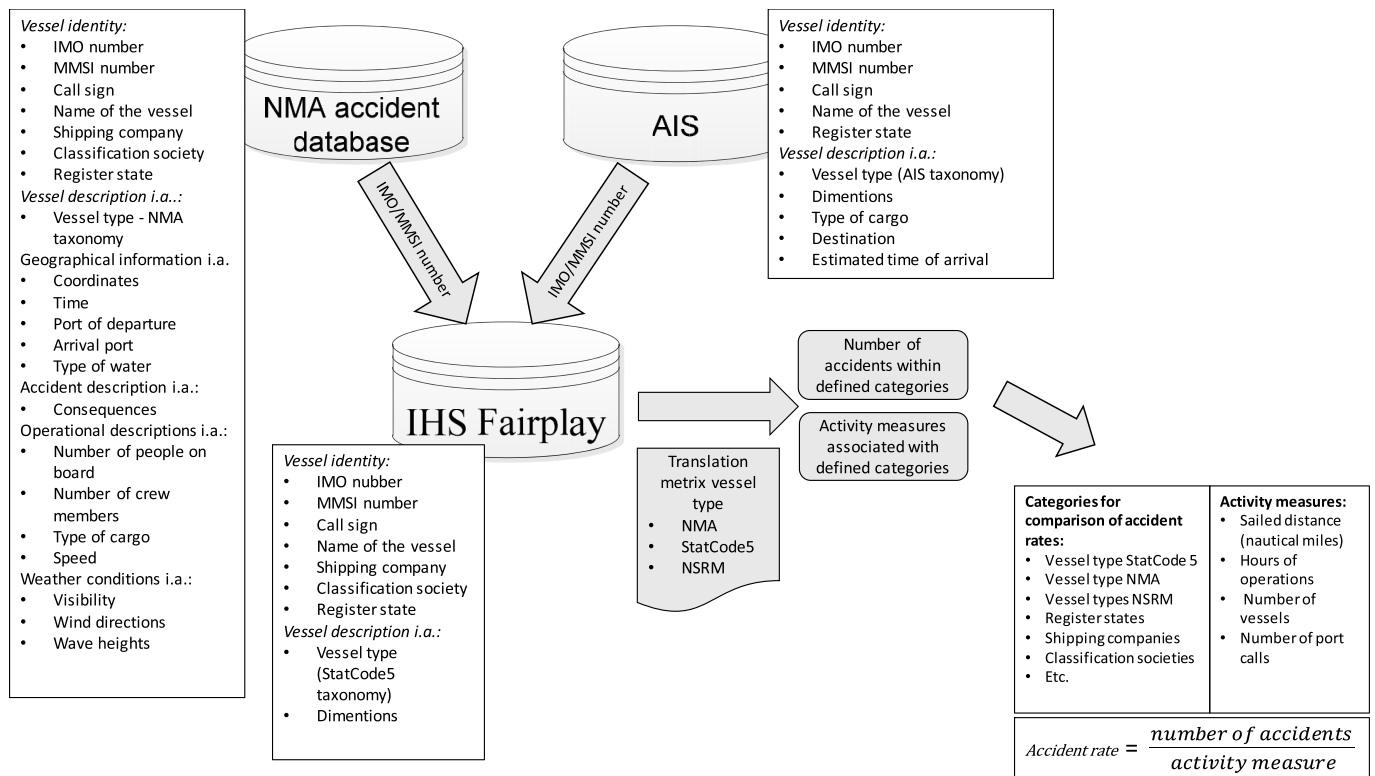 Vessel identity:
• IMO number
• MMSI number
• Call sign
• Name of the vessel
• Shipping company
• Classification society
• Register state
Vessel description i.a..:
• Vessel type - NMA
taxonomy
Geographical information i.a.
• Coordinates
• Time
• Port of departure
• Arrival port
• Type of water
Accident description i.a.:
• Consequences
Operational descriptions i.a.:
• Number of people on
board
• Number of crew
members
• Type of cargo
• Speed
Weather conditions i.a.:
• Visibility
• Wind directions
• Wave heights
NMA accident
database
AIS
Vessel identity:
• IMO number
• MMSI number
• Call sign
• Name of the vessel
• Register state
Vessel description i.a.:
• Vessel type (AIS taxonomy)
• Dimentions
• Type of cargo
• Destination
• Estimated time of arrival
IMO/MMSI number
IMO/MMSI number
IHS Fairplay
Vessel identity:
• IMO nubber
• MMSI number
• Call sign
• Name of the vessel
• Shipping company
• Classification society
• Register state
Vessel description i.a.:
• Vessel type
(StatCode5
taxonomy)
• Dimentions
Translation
metrix vessel
type
• NMA
• StatCode5
• NSRM
Number of
accidents within
defined categories
Activity measures
associated with
defined categories
Categories for
comparison of accident
rates:
• Vessel type StatCode 5
• Vessel type NMA
• Vessel types NSRM
• Register states
• Shipping companies
• Classification societies
• Etc.
Activity measures:
• Sailed distance
(nautical miles)
• Hours of
operations
• Number of
vessels
• Number of port
calls
Accident rate = number of accidents
activity measure